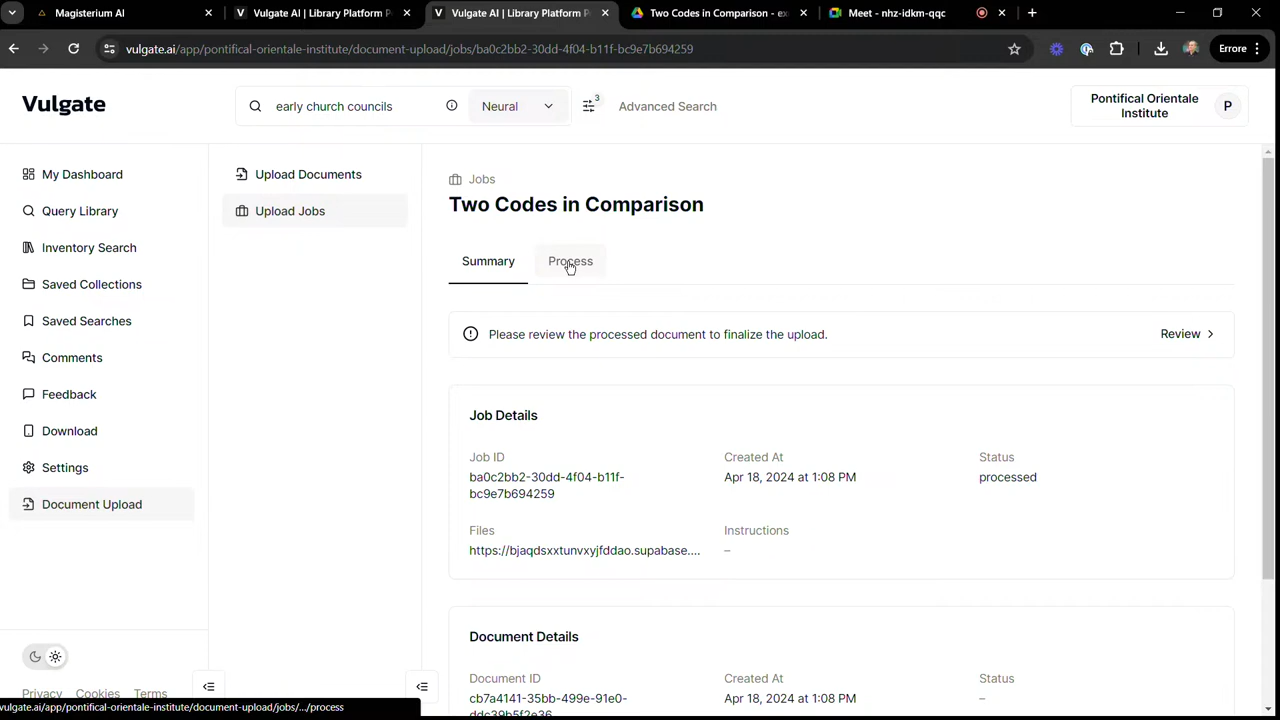 Magisterium AI
Vulgate AI | Library Platform P
Vulgate AI | Library Platform P
Two Codes in Comparison - ex
Meet - nhz-idkm-qqc
vulgate.ai/app/pontifical-orientale-institute/document-upload/jobs/ba0c2bb2-30dd-4f04-b11f-bc9e7b694259
Errore
Vulgate
early church councils
Neural
3
Advanced Search
Pontifical Orientale
Institute
P
My Dashboard
Query Library
Inventory Search
Saved Collections
Saved Searches
Comments
Feedback
Download
Settings
Document Upload
Upload Documents
Upload Jobs
Jobs
Two Codes in Comparison
Summary
Process
Please review the processed document to finalize the upload.
Review
Job Details
Job ID
Created At
Status
ba0c2bb2-30dd-4f04-b11f-
bc9e7b694259
Apr 18, 2024 at 1:08 PM
processed
Files
Instructions
https://bjaqdsxxtunvxyjfddao.supabase....
–
Document Details
Document ID
Created At
Status
cb7a4141-35bb-499e-91e0-
ddc39b5f2e36
Apr 18, 2024 at 1:08 PM
–
Privacy Cookies Terms
vulgate.ai/app/pontifical-orientale-institute/document-upload/jobs/.../process